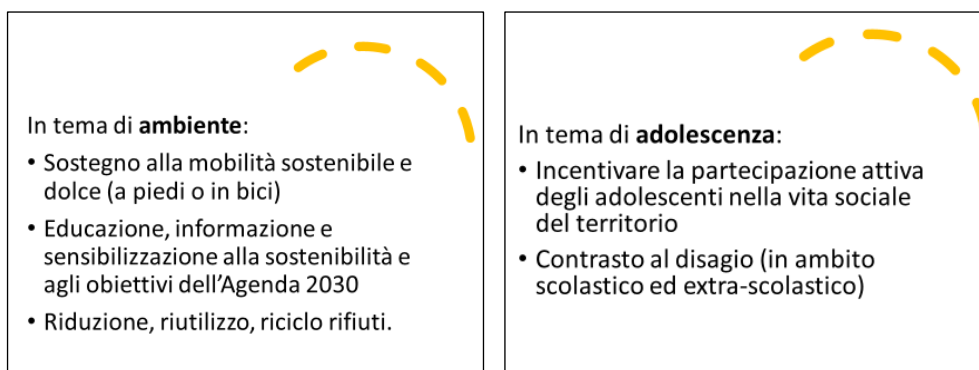 In tema di ambiente:
• Sostegno alla mobilità sostenibile e
dolce (a piedi o in bici)
• Educazione, informazione e
sensibilizzazione alla sostenibilità e
agli obiettivi dell’Agenda 2030
• Riduzione, riutilizzo, riciclo rifiuti.
In tema di adolescenza:
• Incentivare la partecipazione attiva
degli adolescenti nella vita sociale
del territorio
• Contrasto al disagio (in ambito
scolastico ed extra-scolastico)